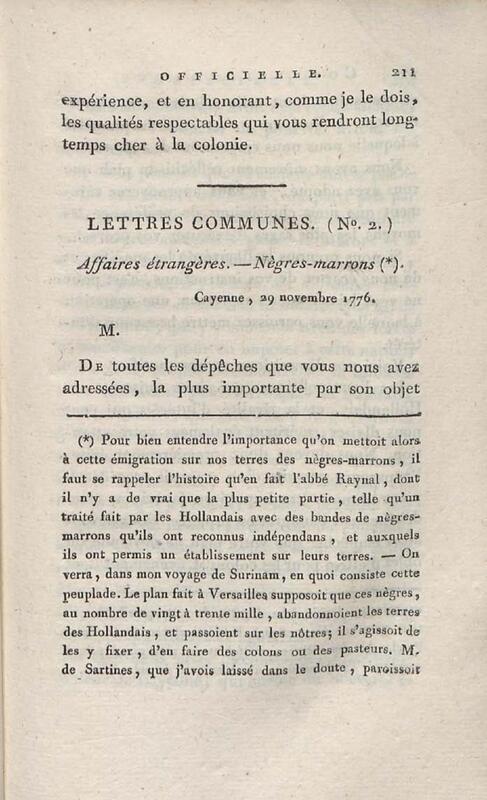 OFFICIELLE. 211
expérience, et en honorant, comme je le dois,
les qualités respectables qui vous rendront long-
temps cher à la colonie.
LETTRES COMMUNES. (No. 2.)
Affaires étrangères. — Nègres-marrons (*).
Cayenne, 29 novembre 1776.
M.
DE toutes les dépêches que vous nous avez
adressées, la plus importante par son objet
(*) Pour bien entendre l'importance qu'on mettoit alors
à cette émigration sur nos terres des nègres-marrons, il
faut se rappeler l'histoire qu'en fait l'abbé Raynal, dont
il n'y a de vrai que la plus petite partie, telle qu'un
traité fait par les Hollandais avec des bandes de nègres-
marrons qu'ils ont reconnus indépendans, et auxquels
ils ont permis un établissement sur leurs terres. — On
verra, dans mon voyage de Surinam, en quoi consiste cette
peuplade. Le plan fait à Versailles supposoit que ces nègres,
au nombre de vingt à trente mille, abandonnoient les terres
des Hollandais, et passoient sur les nôtres; il s'agissoit de
les y fixer, d'en faire des colons ou des pasteurs. M.
de Sartines, que j'avois laissé dans le doute, paroissoit